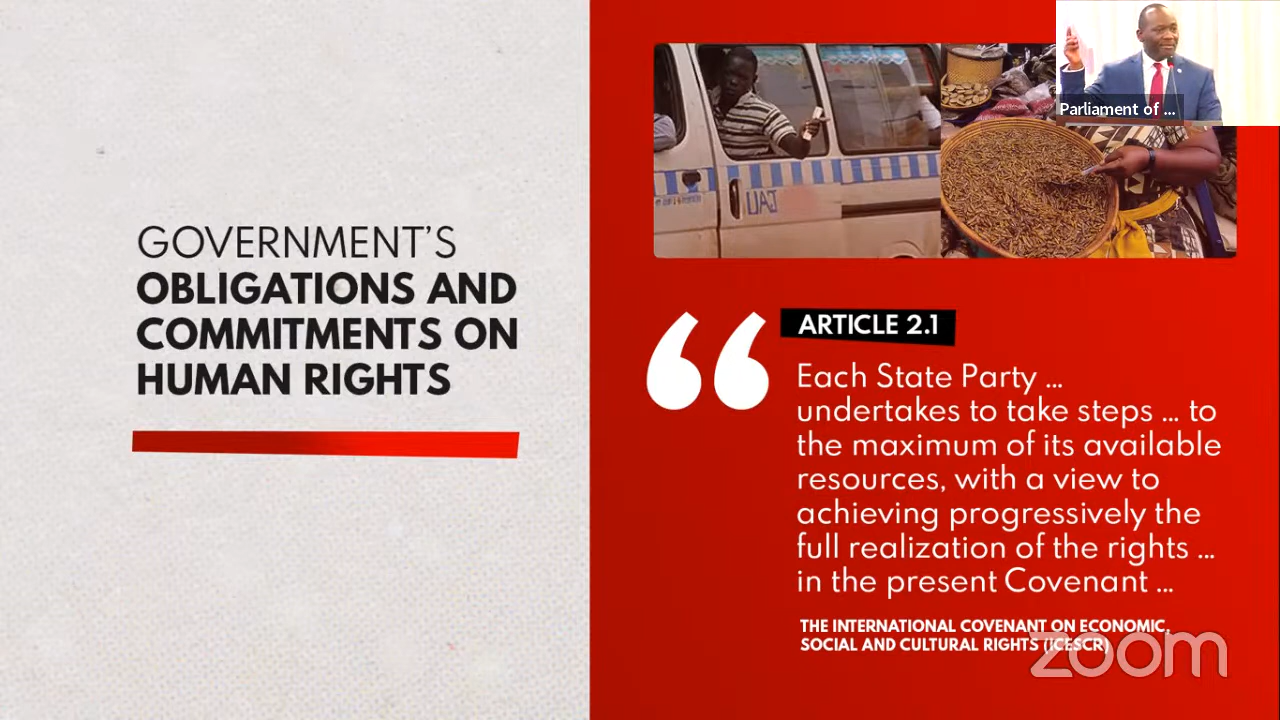 GOVERNMENT'S
OBLIGATIONS AND
COMMITMENTS ON
HUMAN RIGHTS
Parliament of ...
UAJ
ARTICLE 2.1
“
Each State Party ...
undertakes to take steps ... to
the maximum of its available
resources, with a view to
achieving progressively the
full realization of the rights ...
in the present Covenant ...
THE INTERNATIONAL COVENANT ON ECONOMIC,
SOCIAL AND CULTURAL RIGHTS (ICESCR)
zoom